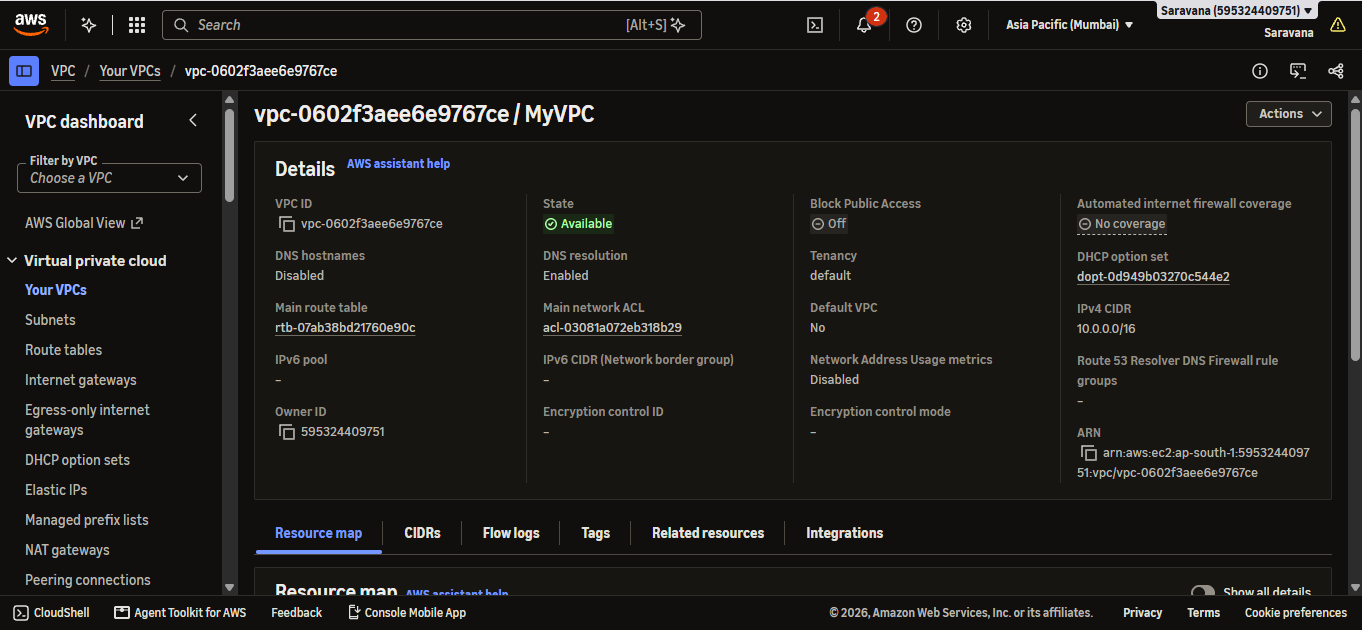 aws
Search
[Alt+S]
2
Asia Pacific (Mumbai)
Saravana (595324409751)
Saravana
VPC / Your VPCs / vpc-0602f3aee6e9767ce
VPC dashboard
Filter by VPC
Choose a VPC
AWS Global View
Virtual private cloud
Your VPCs
Subnets
Route tables
Internet gateways
Egress-only internet
gateways
DHCP option sets
Elastic IPs
Managed prefix lists
NAT gateways
Peering connections
vpc-0602f3aee6e9767ce / MyVPC
Actions
Details AWS assistant help
VPC ID
vpc-0602f3aee6e9767ce
State
Available
Block Public Access
Off
Automated internet firewall coverage
No coverage
DNS hostnames
Disabled
DNS resolution
Enabled
Tenancy
default
DHCP option set
dopt-0d949b03270c544e2
Main route table
rtb-07ab38bd21760e90c
Main network ACL
acl-03081a072eb318b29
Default VPC
No
IPv4 CIDR
10.0.0.0/16
IPv6 pool
–
IPv6 CIDR (Network border group)
–
Network Address Usage metrics
Disabled
Route 53 Resolver DNS Firewall rule
groups
–
Owner ID
595324409751
Encryption control ID
–
Encryption control mode
–
ARN
arn:aws:ec2:ap-south-1:5953244097
51:vpc/vpc-0602f3aee6e9767ce
Resource map
CIDRs
Flow logs
Tags
Related resources
Integrations
Resource map AWS assistant help
Show all details
CloudShell
Agent Toolkit for AWS
Feedback
Console Mobile App
© 2026, Amazon Web Services, Inc. or its affiliates.
Privacy
Terms
Cookie preferences